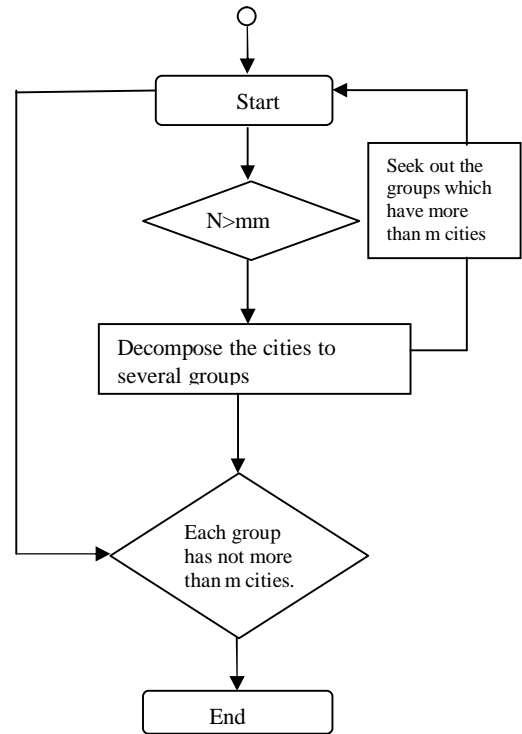 Start
Seek out the
groups which
have more
than m cities
N>mm
Decompose the cities to
several groups
Each group
has not more
than m cities.
End